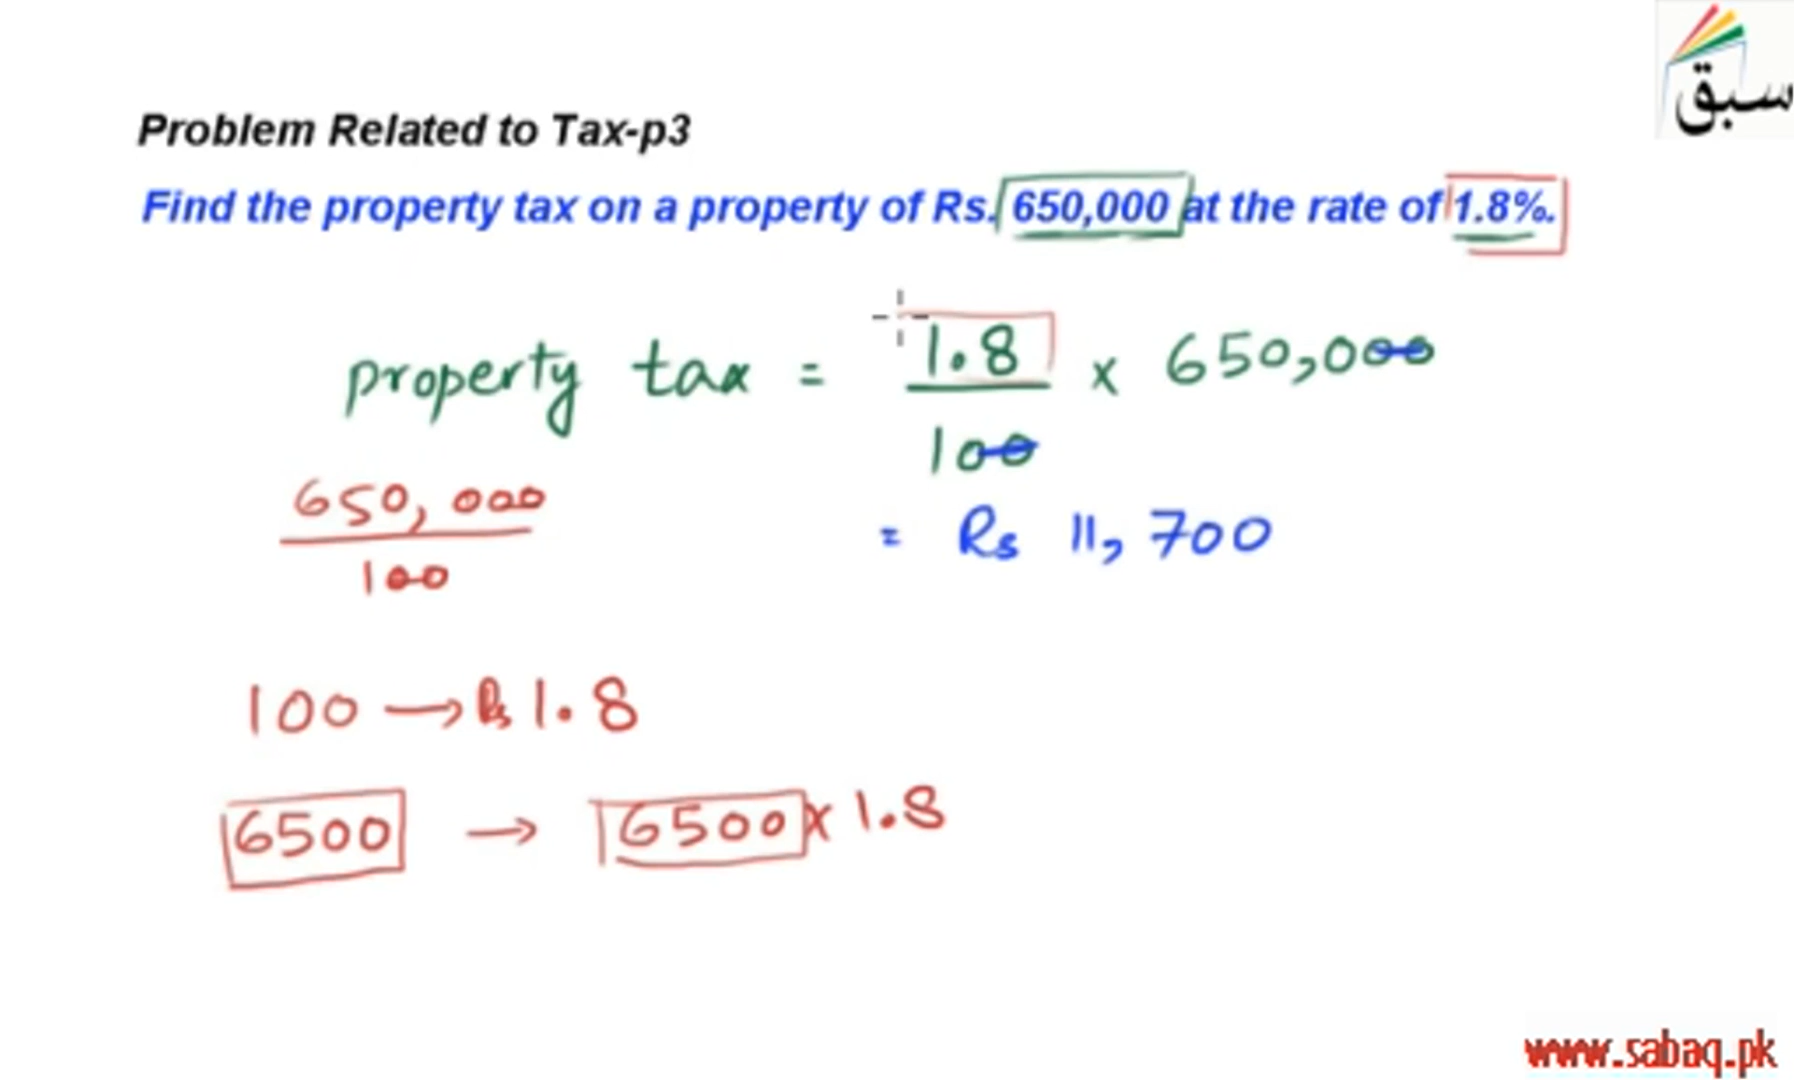 سبق
Problem Related to Tax-p3
Find the property tax on a property of Rs. 650,000 at the rate of 1.8%.
property tax = 1.8 × 650,000
100
= Rs 11,700
650,000
100
100 → Rs 1.8
6500 → 6500 × 1.8
www.sabaq.pk